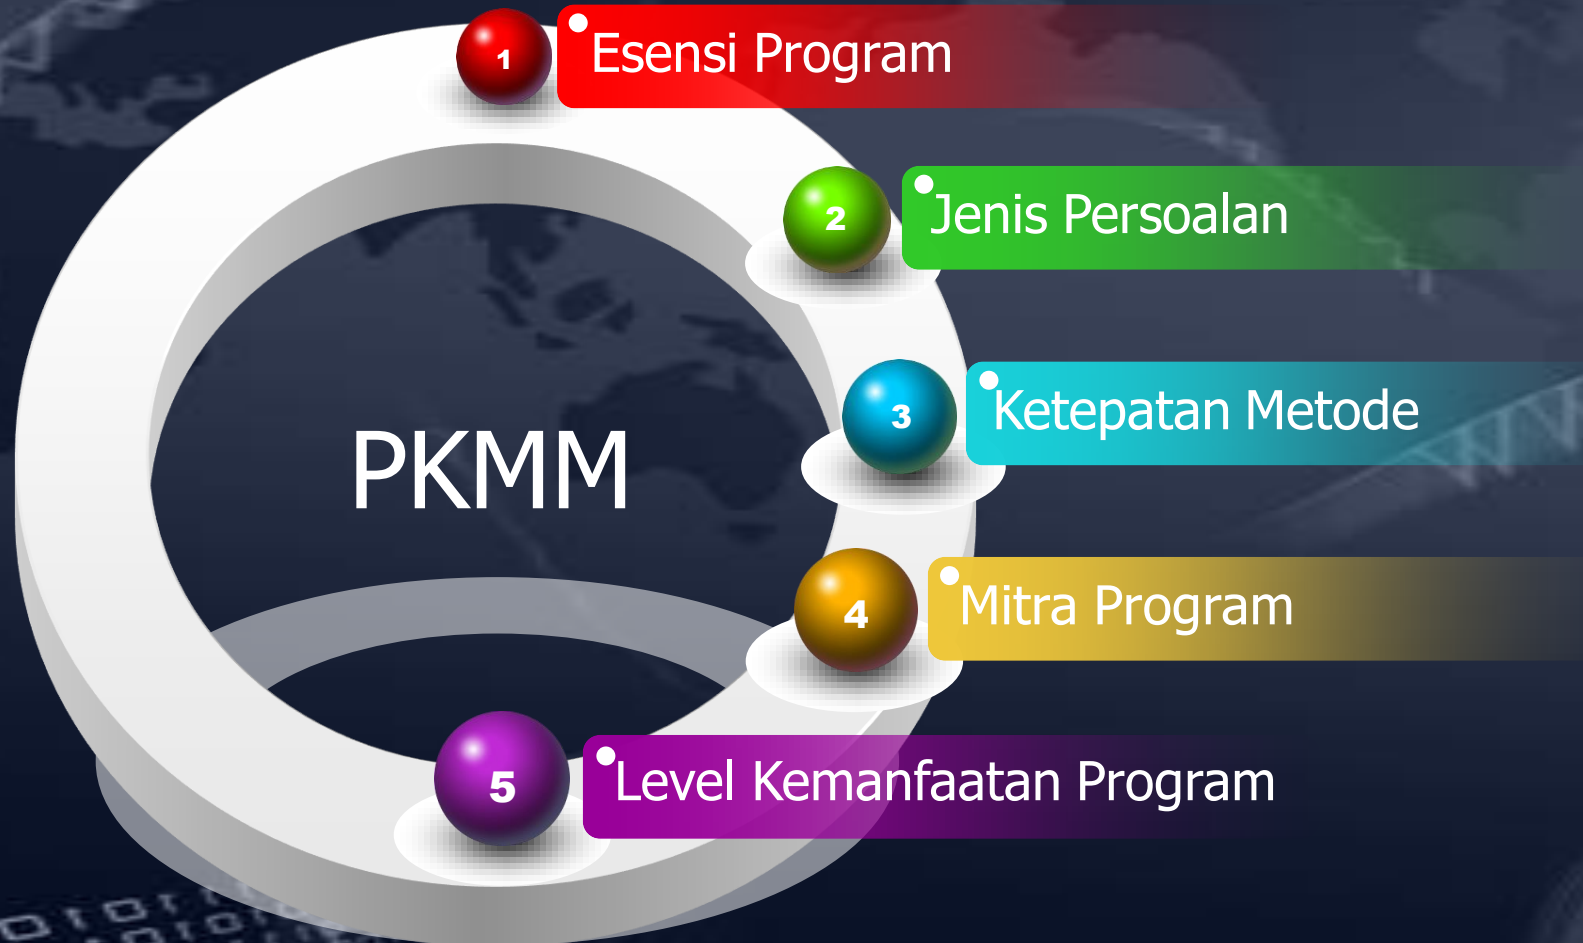 1
Esensi Program
2
Jenis Persoalan
3
Ketepatan Metode
PKMM
4
Mitra Program
5
Level Kemanfaatan Program